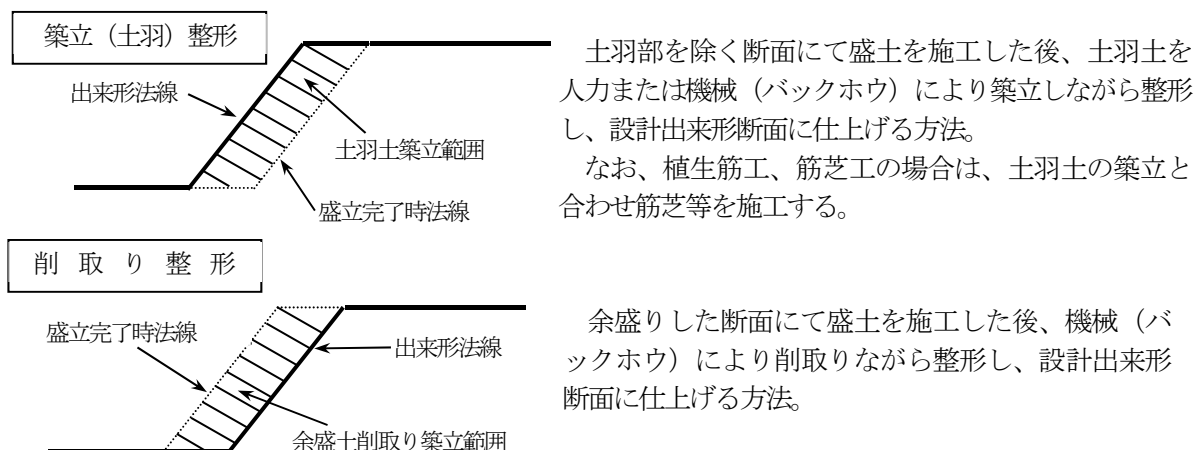 築立（土羽）整形
出来形法線
土羽土築立範囲
盛立完了時法線
土羽部を除く断面にて盛土を施工した後、土羽土を
人力または機械（バックホウ）により築立しながら整形
し、設計出来形断面に仕上げる方法。
なお、植生筋工、筋芝工の場合は、土羽土の築立と
合わせ筋芝等を施工する。
削 取 り 整 形
盛立完了時法線
出来形法線
余盛土削取り築立範囲
余盛りした断面にて盛土を施工した後、機械（バ
ックホウ）により削取りながら整形し、設計出来形
断面に仕上げる方法。